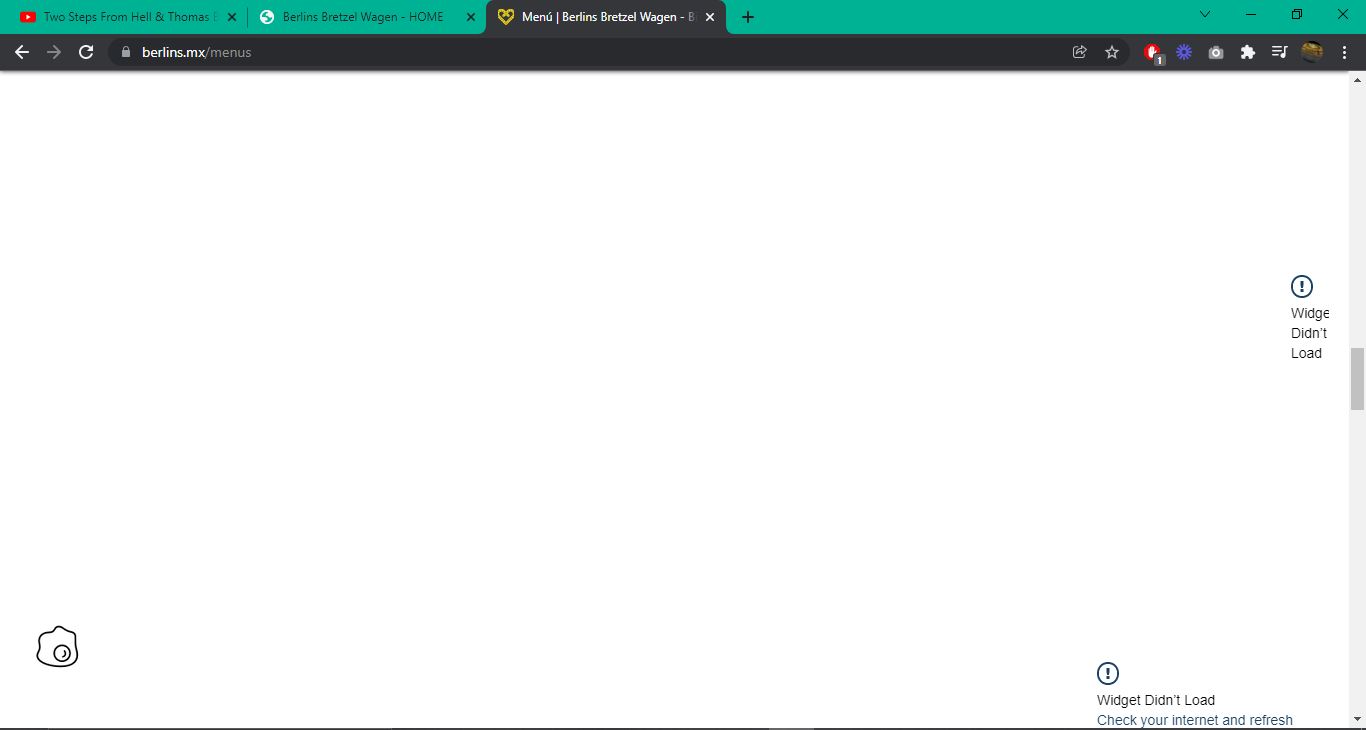 Two Steps From Hell & Thomas
Berlins Bretzel Wagen - HOME
Menú | Berlins Bretzel Wagen - B
berlins.mx/menus
1
Widge
Didn't
Load
Widget Didn't Load
Check your internet and refresh